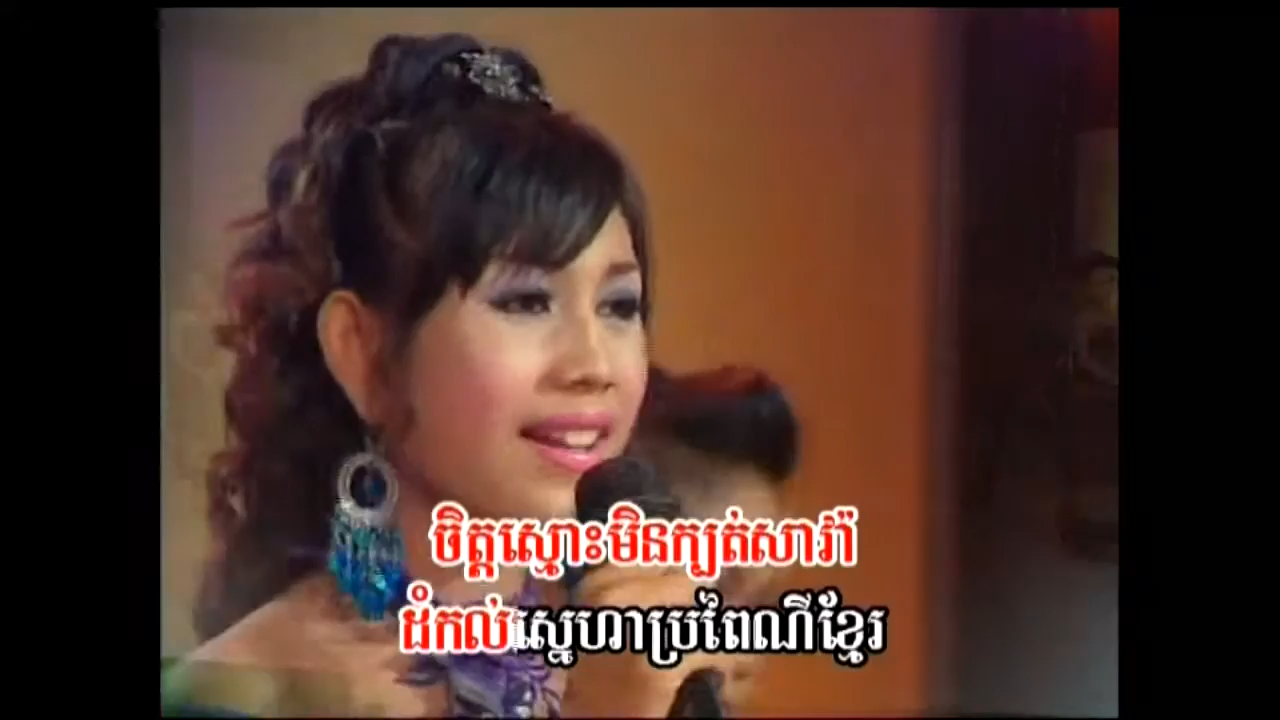 ចិត្តស្មោះមិនក្បត់សាវ៉ា
ដំកល់ស្នេហាប្រពៃណីខ្មែរ